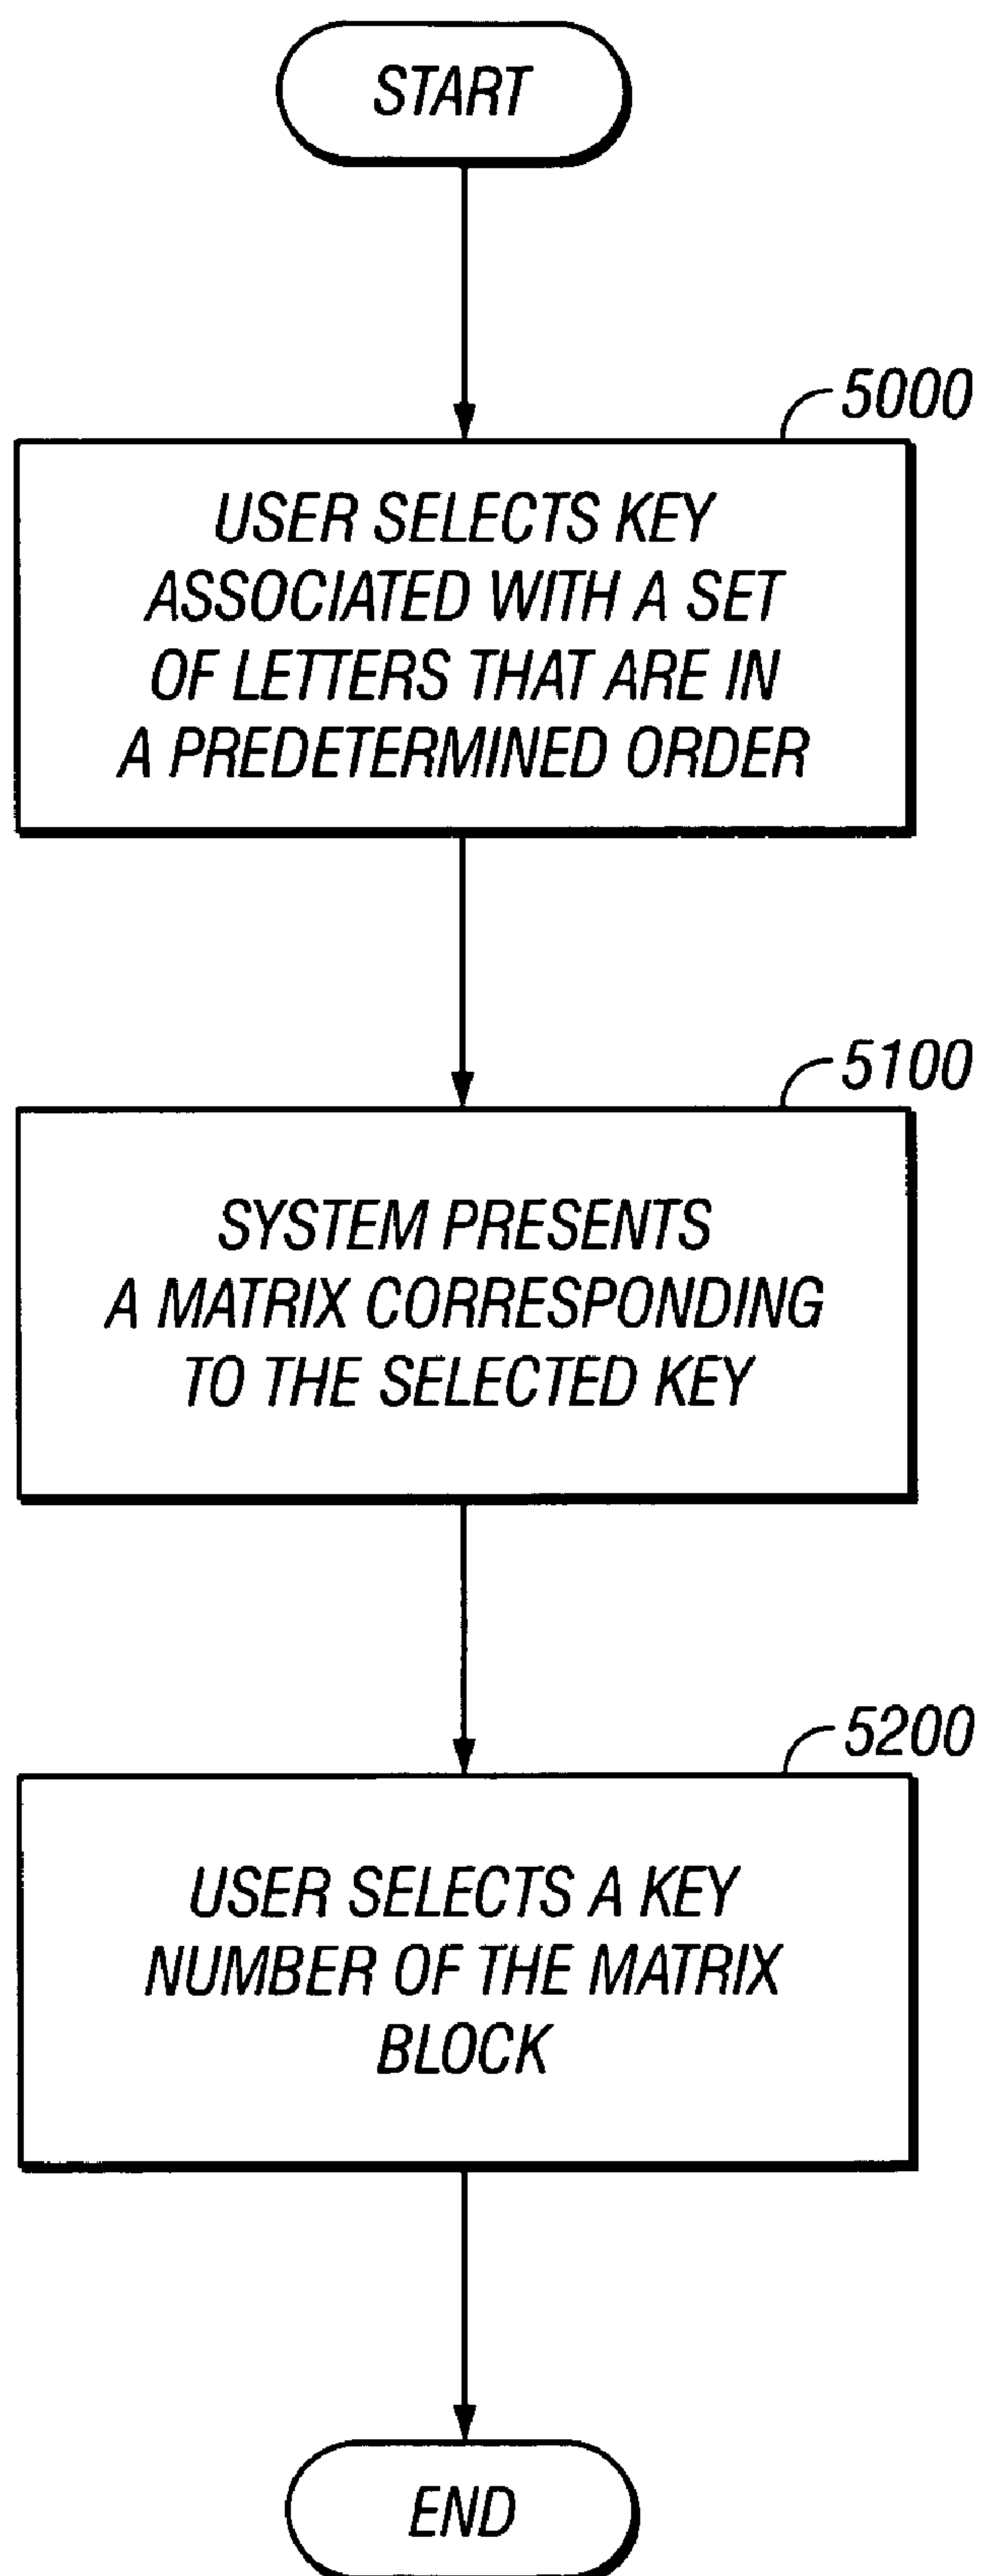 START
5000
USER SELECTS KEY
ASSOCIATED WITH A SET
OF LETTERS THAT ARE IN
A PREDETERMINED ORDER
5100
SYSTEM PRESENTS
A MATRIX CORRESPONDING
TO THE SELECTED KEY
5200
USER SELECTS A KEY
NUMBER OF THE MATRIX
BLOCK
END